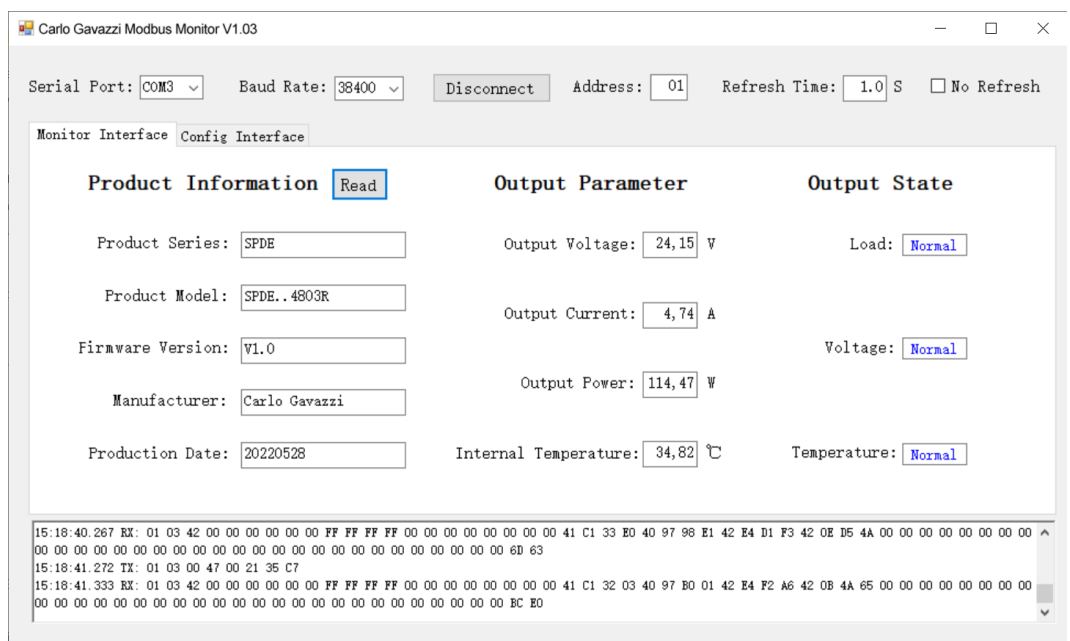 Carlo Gavazzi Modbus Monitor V1.03
Serial Port: COM3 Baud Rate: 38400 Disconnect Address: 01 Refresh Time: 1.0 S No Refresh
Monitor Interface Config Interface
Product Information Read Output Parameter Output State
Product Series: SPDE Output Voltage: 24,15 V Load: Normal
Product Model: SPDE..4803R
Output Current: 4,74 A
Firmware Version: V1.0 Voltage: Normal
Output Power: 114,47 W
Manufacturer: Carlo Gavazzi
Production Date: 20220528 Internal Temperature: 34,82 ℃ Temperature: Normal
15:18:40.267 RX: 01 03 42 00 00 00 00 00 00 FF FF FF FF 00 00 00 00 00 00 00 00 41 C1 33 E0 40 97 98 E1 42 E4 D1 F3 42 0E D5 4A 00 00 00 00 00 00 00 00
00 00 00 00 00 00 00 00 00 00 00 00 00 00 00 00 00 00 00 00 00 00 00 00 6D 63
15:18:41.272 TX: 01 03 00 47 00 21 35 C7
15:18:41.333 RX: 01 03 42 00 00 00 00 00 00 FF FF FF FF 00 00 00 00 00 00 00 00 41 C1 32 03 40 97 B0 01 42 E4 F2 A6 42 0B 4A 65 00 00 00 00 00 00 00 00
00 00 00 00 00 00 00 00 00 00 00 00 00 00 00 00 00 00 00 00 00 00 00 00 BC E0